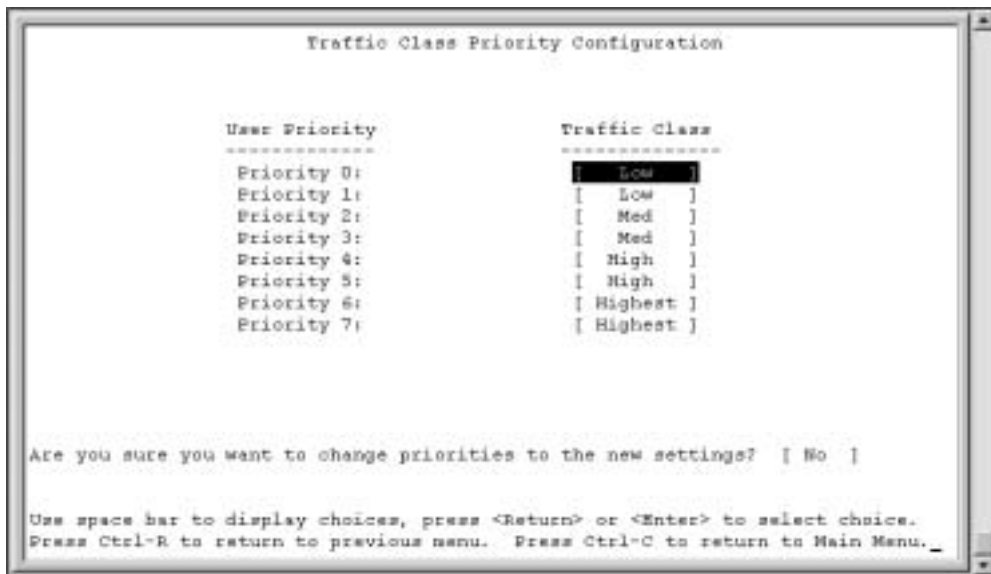 Traffic Class Priority Configuration
User Priority Traffic Class
------------- --------------
Priority 0: [ Low ]
Priority 1: [ Low ]
Priority 2: [ Med ]
Priority 3: [ Med ]
Priority 4: [ High ]
Priority 5: [ High ]
Priority 6: [ Highest ]
Priority 7: [ Highest ]
Are you sure you want to change priorities to the new settings? [ No ]
Use space bar to display choices, press <Return> or <Enter> to select choice.
Press Ctrl-R to return to previous menu. Press Ctrl-C to return to Main Menu._